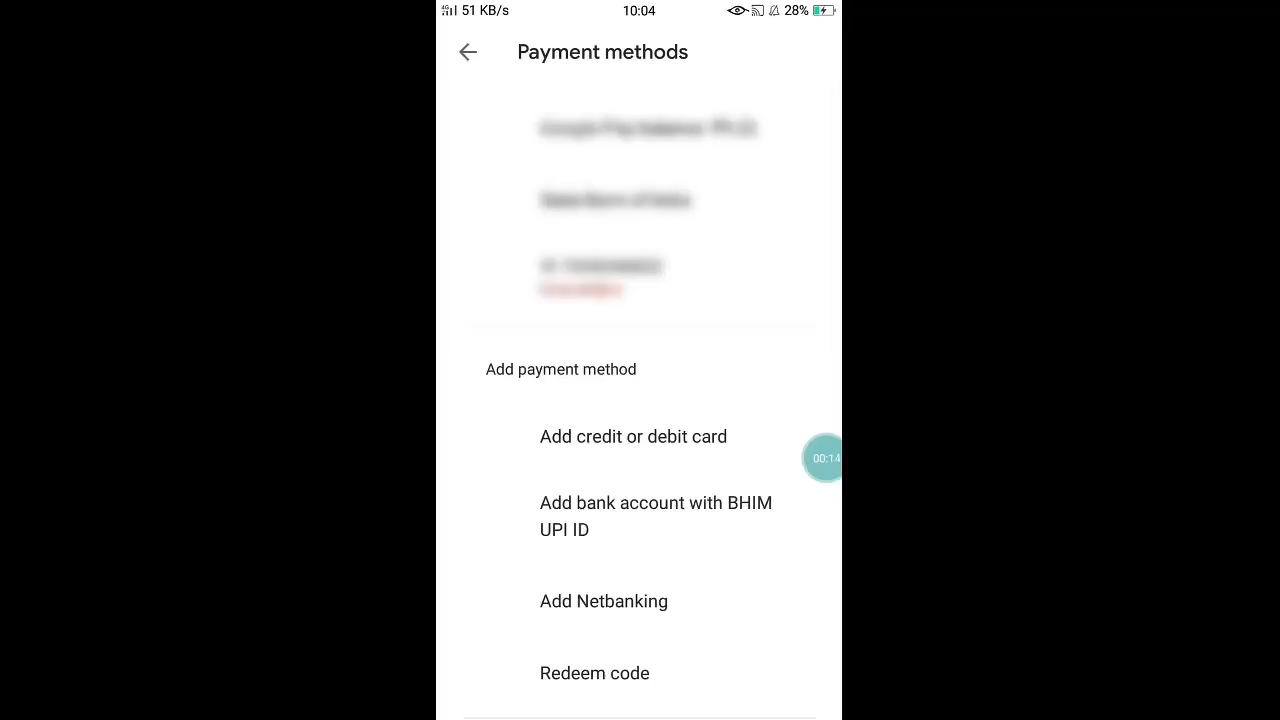 4G 51 KB/s 10:04 28%
Payment methods
Add payment method
Add credit or debit card
00:14
Add bank account with BHIM
UPI ID
Add Netbanking
Redeem code